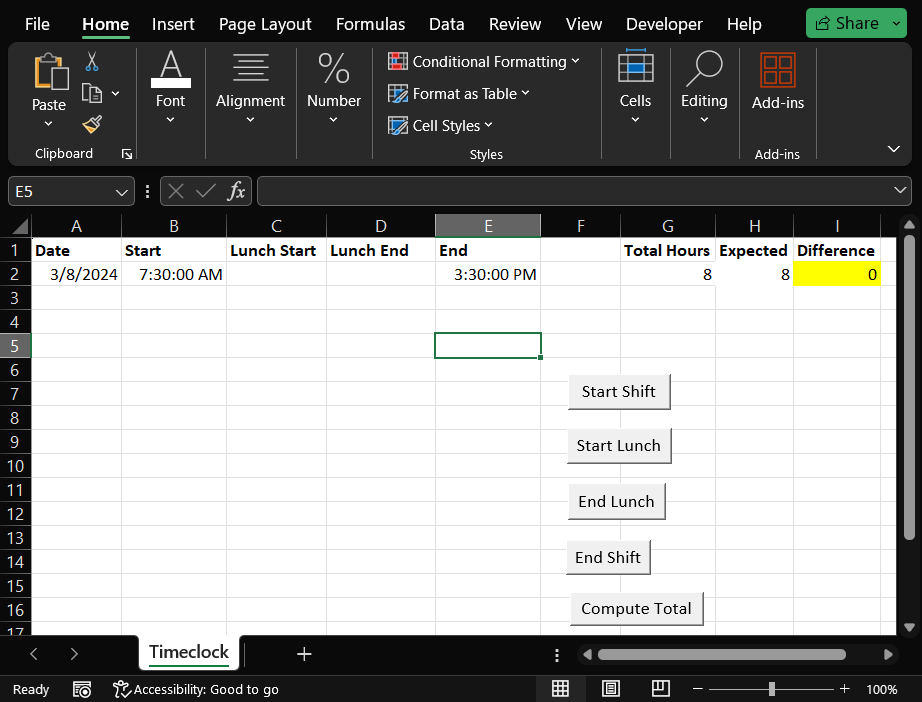 File Home Insert Page Layout Formulas Data Review View Developer Help Share
Paste
Clipboard
Font
Alignment
%
Number
Conditional Formatting
Format as Table
Cell Styles
Styles
Cells
Editing
Add-ins
Add-ins
E5 fx
A B C D E F G H I
1 Date Start Lunch Start Lunch End End Total Hours Expected Difference
2 3/8/2024 7:30:00 AM 3:30:00 PM 8 8 0
3
4
5
6
7 Start Shift
8
9 Start Lunch
10
11 End Lunch
12
13
14 End Shift
15
16 Compute Total
17
Timeclock
Ready Accessibility: Good to go 100%